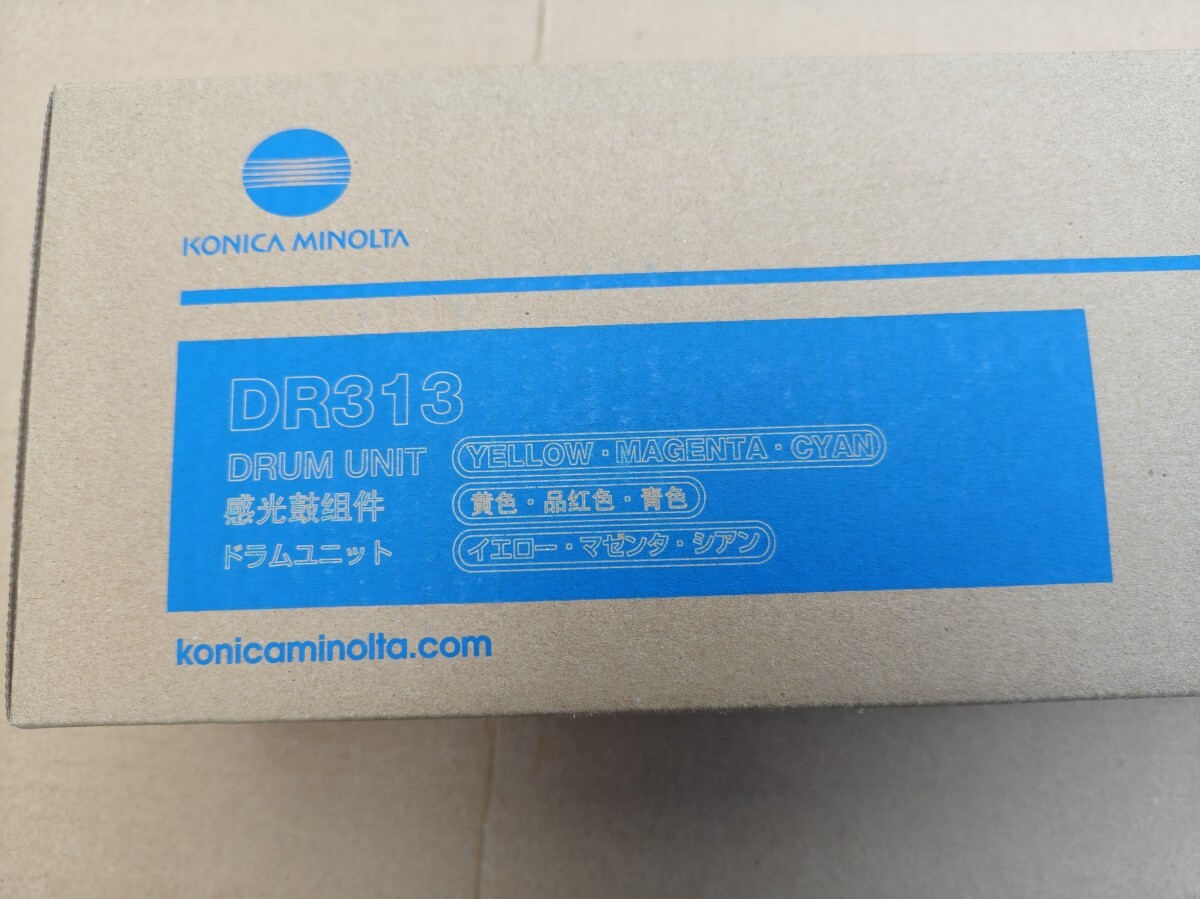 KONICA MINOLTA
DR313
DRUM UNIT YELLOW・MAGENTA・CYAN
感光鼓组件 黄色・品红色・青色
ドラムユニット イエロー・マゼンタ・シアン
konicaminolta.com